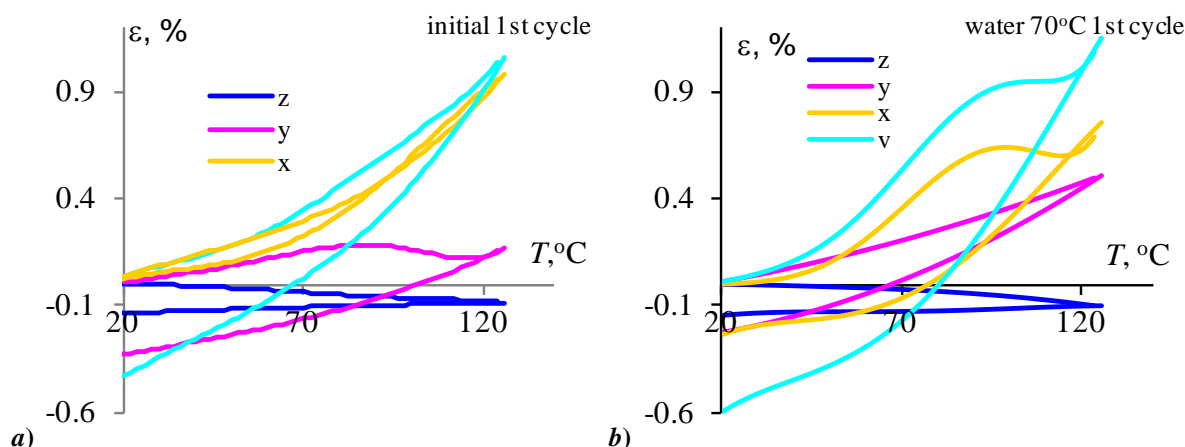 ε, %
initial 1st cycle
z
y
x
0.9
0.4
-0.1
-0.6
20
70
120
T,°C
a)
ε, %
water 70°C 1st cycle
z
y
x
v
0.9
0.4
-0.1
-0.6
20
70
120
T, °C
b)